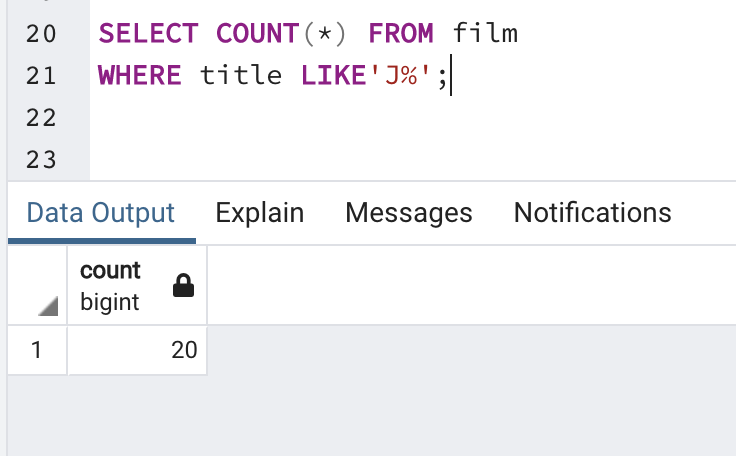 20 SELECT COUNT(*) FROM film
21 WHERE title LIKE'J%';
22
23
Data Output Explain Messages Notifications
count
bigint
1 20